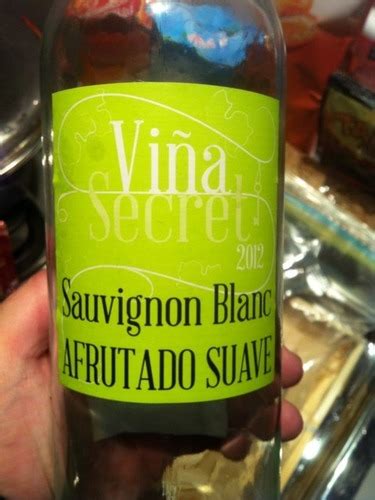 Viña
Secret
2012
Sauvignon Blanc
AFRUTADO SUAVE